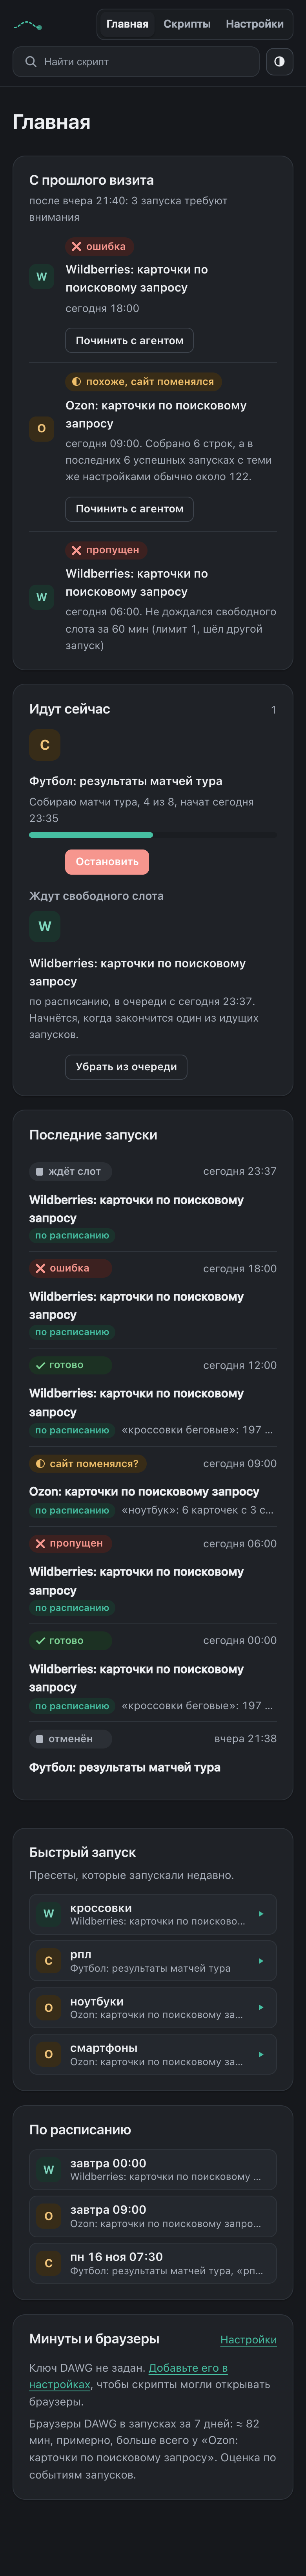 Главная Скрипты Настройки
Найти скрипт
Главная
С прошлого визита
после вчера 21:40: 3 запуска требуют
внимания
ошибка
W
Wildberries: карточки по
поисковому запросу
сегодня 18:00
Починить с агентом
похоже, сайт поменялся
O
Ozon: карточки по поисковому
запросу
сегодня 09:00. Собрано 6 строк, а в
последних 6 успешных запусках с теми
же настройками обычно около 122.
Починить с агентом
пропущен
W
Wildberries: карточки по
поисковому запросу
сегодня 06:00. Не дождался свободного
слота за 60 мин (лимит 1, шёл другой
запуск)
Идут сейчас 1
С
Футбол: результаты матчей тура
Собираю матчи тура, 4 из 8, начат сегодня
23:35
Остановить
Ждут свободного слота
W
Wildberries: карточки по поисковому
запросу
по расписанию, в очереди с сегодня 23:37.
Начнётся, когда закончится один из идущих
запусков.
Убрать из очереди
Последние запуски
ждёт слот сегодня 23:37
Wildberries: карточки по поисковому
запросу
по расписанию
ошибка сегодня 18:00
Wildberries: карточки по поисковому
запросу
по расписанию
готово сегодня 12:00
Wildberries: карточки по поисковому
запросу
по расписанию «кроссовки беговые»: 197 ...
сайт поменялся? сегодня 09:00
Ozon: карточки по поисковому запросу
по расписанию «ноутбук»: 6 карточек с 3 с...
пропущен сегодня 06:00
Wildberries: карточки по поисковому
запросу
по расписанию
готово сегодня 00:00
Wildberries: карточки по поисковому
запросу
по расписанию «кроссовки беговые»: 197 ...
отменён вчера 21:38
Футбол: результаты матчей тура
Быстрый запуск
Пресеты, которые запускали недавно.
W
кроссовки
Wildberries: карточки по поисково...
С
рпл
Футбол: результаты матчей тура
O
ноутбуки
Ozon: карточки по поисковому за...
O
смартфоны
Ozon: карточки по поисковому за...
По расписанию
W
завтра 00:00
Wildberries: карточки по поисковому ...
O
завтра 09:00
Ozon: карточки по поисковому запро...
С
пн 16 ноя 07:30
Футбол: результаты матчей тура, «рп...
Минуты и браузеры Настройки
Ключ DAWG не задан. Добавьте его в
настройках, чтобы скрипты могли открывать
браузеры.
Браузеры DAWG в запусках за 7 дней: ≈ 82
мин, примерно, больше всего у «Ozon:
карточки по поисковому запросу». Оценка по
событиям запусков.